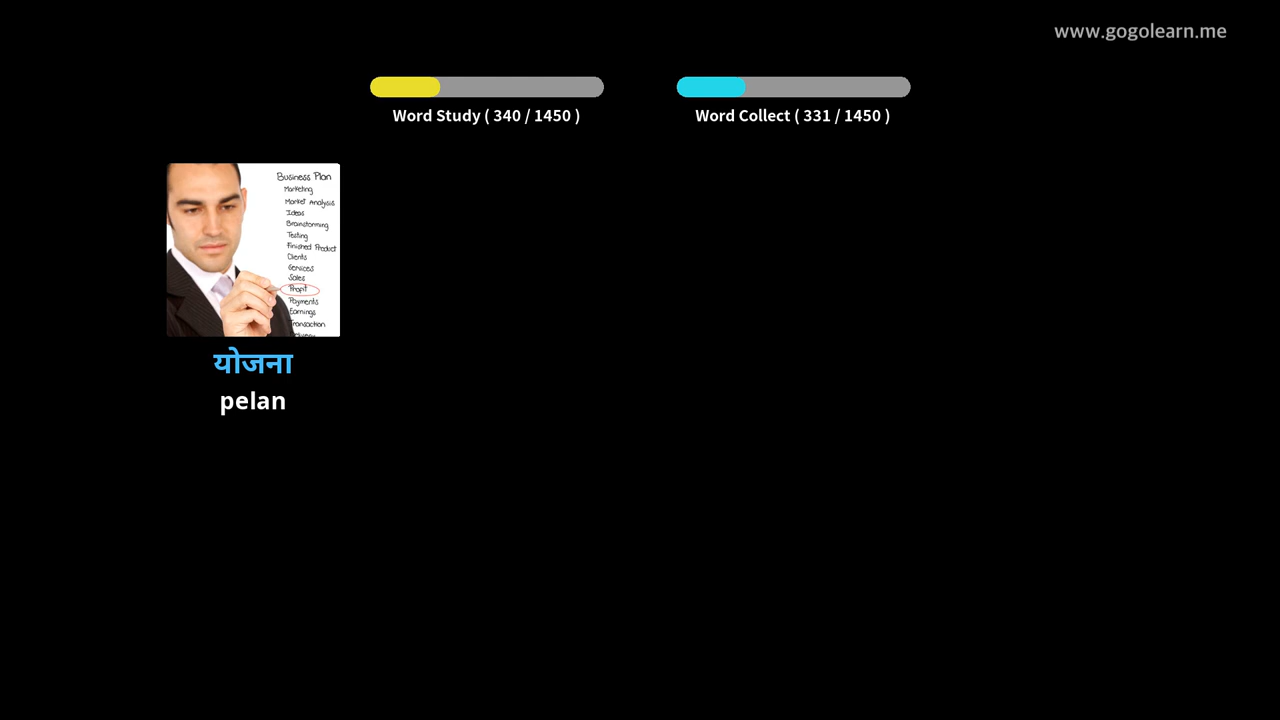 www.gogolearn.me
Word Study ( 340 / 1450 )
Word Collect ( 331 / 1450 )
Business Plan
Marketing
Market Analysis
Ideas
Brainstorming
Testing
Finished Product
Clients
Services
Sales
Profit
Payments
Earnings
Transaction
योजना
pelan